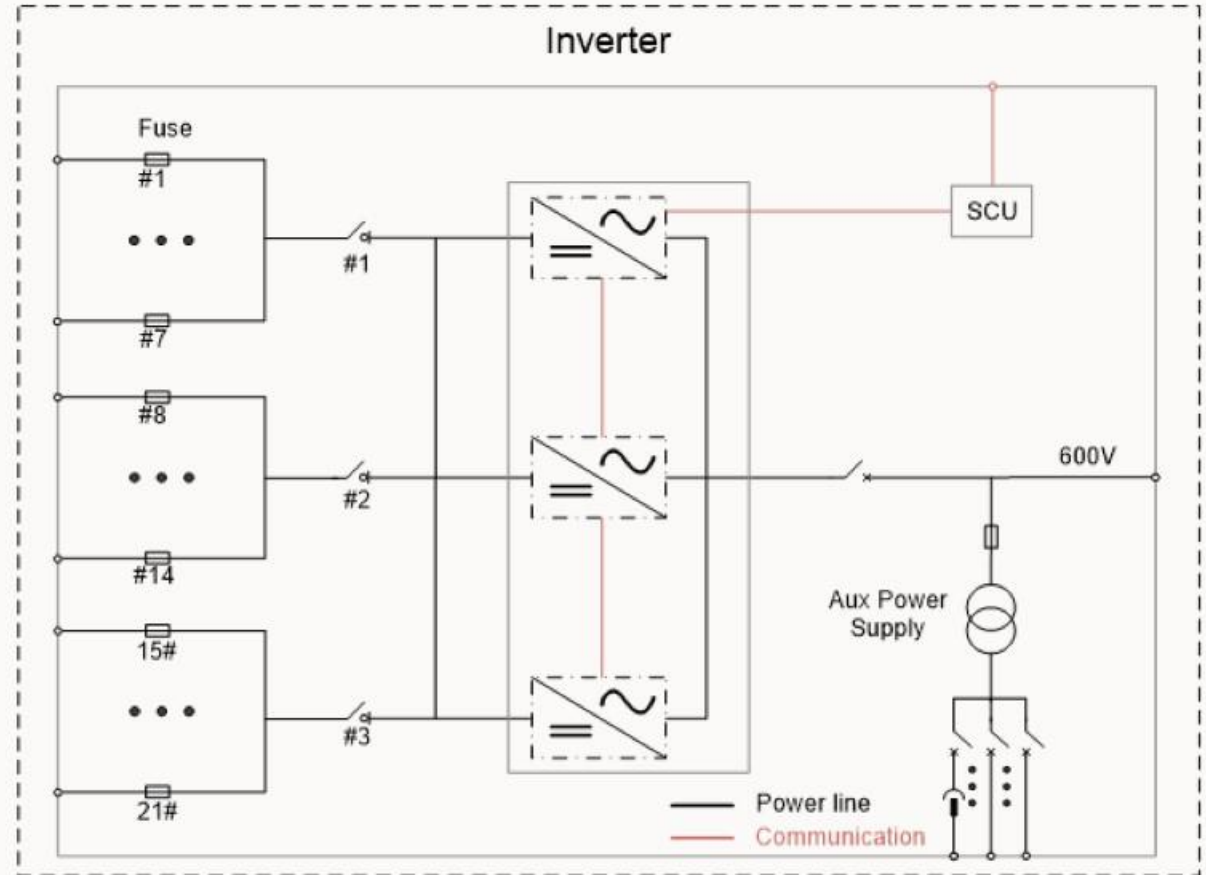 Inverter
Fuse
#1
#7
#1
#8
#14
#2
15#
21#
#3
SCU
600V
Aux Power
Supply
Power line
Communication